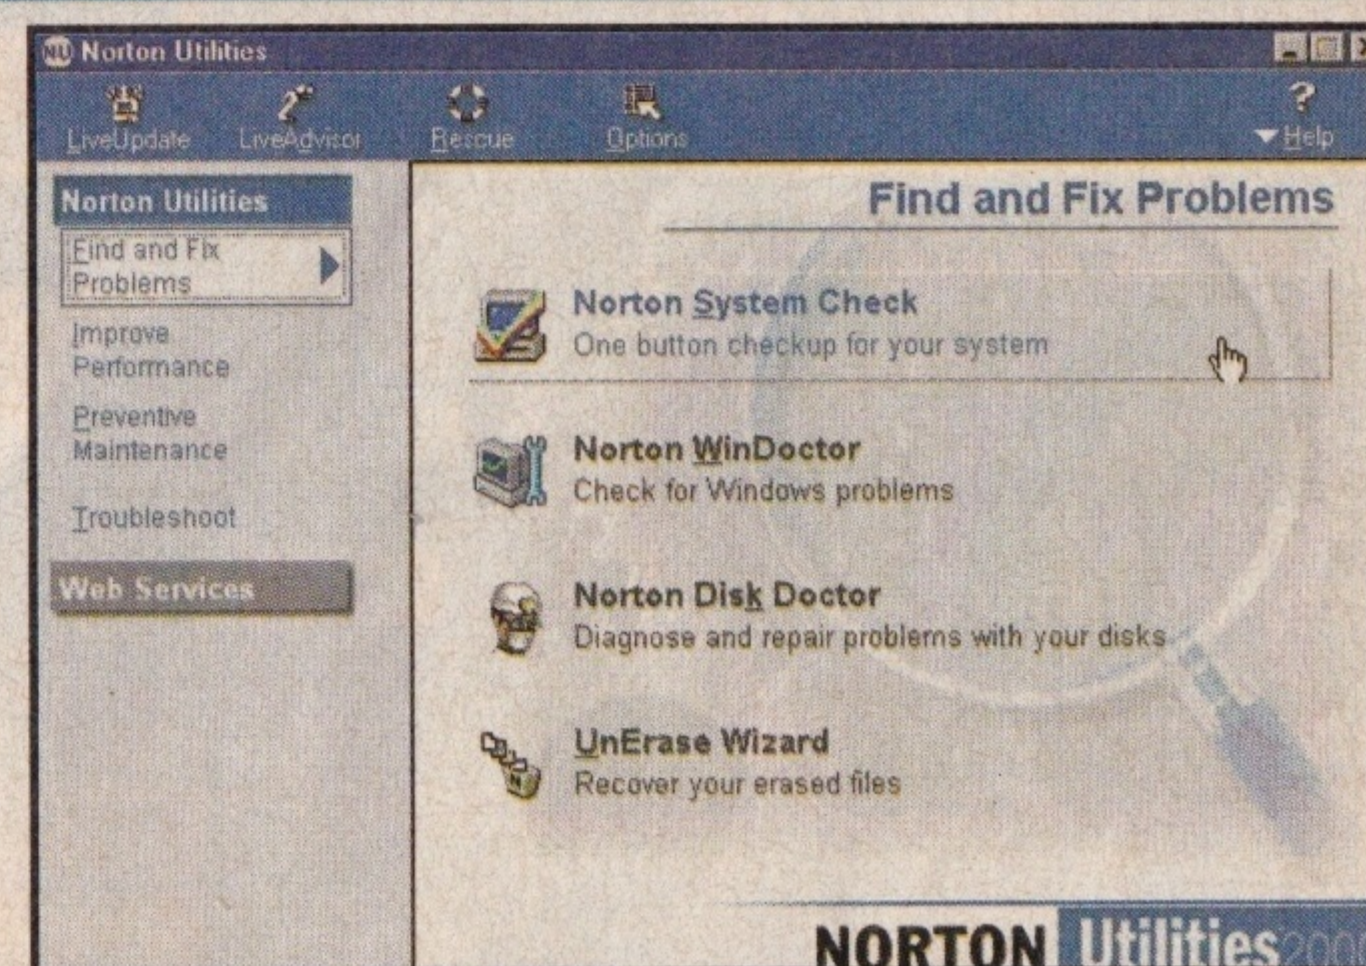 NU Norton Utilities
LiveUpdate LiveAdvisor Rescue Options ? Help
Norton Utilities
Find and Fix
Problems
Improve
Performance
Preventive
Maintenance
Troubleshoot
Web Services
Find and Fix Problems
Norton System Check
One button checkup for your system
Norton WinDoctor
Check for Windows problems
Norton Disk Doctor
Diagnose and repair problems with your disks
UnErase Wizard
Recover your erased files
NORTON Utilities